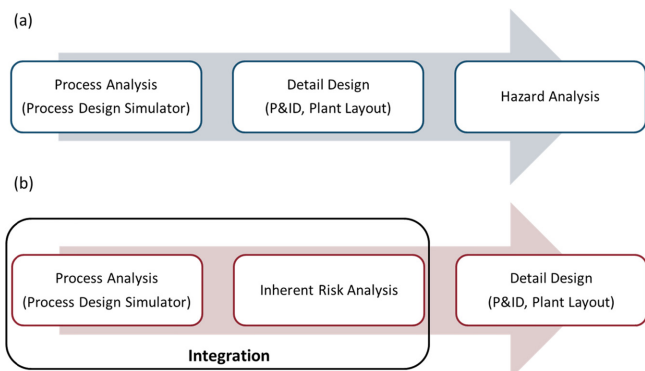 (a)
Process Analysis
(Process Design Simulator)
Detail Design
(P&ID, Plant Layout)
Hazard Analysis
(b)
Process Analysis
(Process Design Simulator)
Inherent Risk Analysis
Detail Design
(P&ID, Plant Layout)
Integration